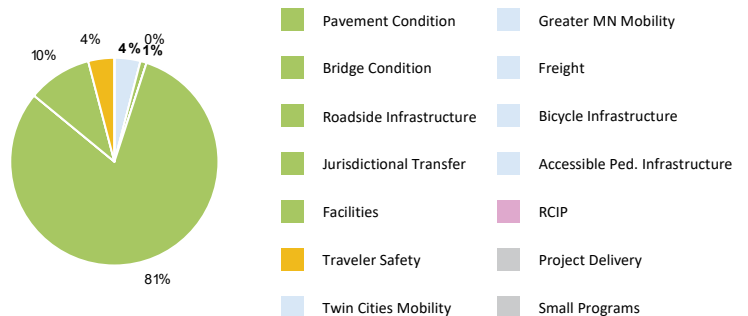 4%
0%
4%
1%
10%
81%
Pavement Condition
Bridge Condition
Roadside Infrastructure
Jurisdictional Transfer
Facilities
Traveler Safety
Twin Cities Mobility
Greater MN Mobility
Freight
Bicycle Infrastructure
Accessible Ped. Infrastructure
RCIP
Project Delivery
Small Programs